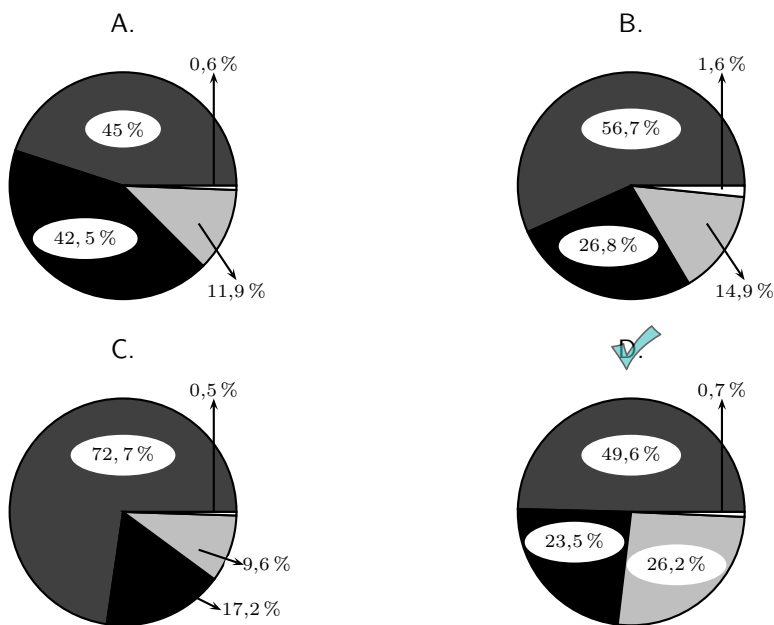 A.
B.
0,6 %
1,6 %
45 %
56,7 %
42, 5 %
26,8 %
11,9 %
14,9 %
C.
D.
0,5 %
0,7 %
72, 7 %
49,6 %
23,5 %
26,2 %
9,6 %
17,2 %